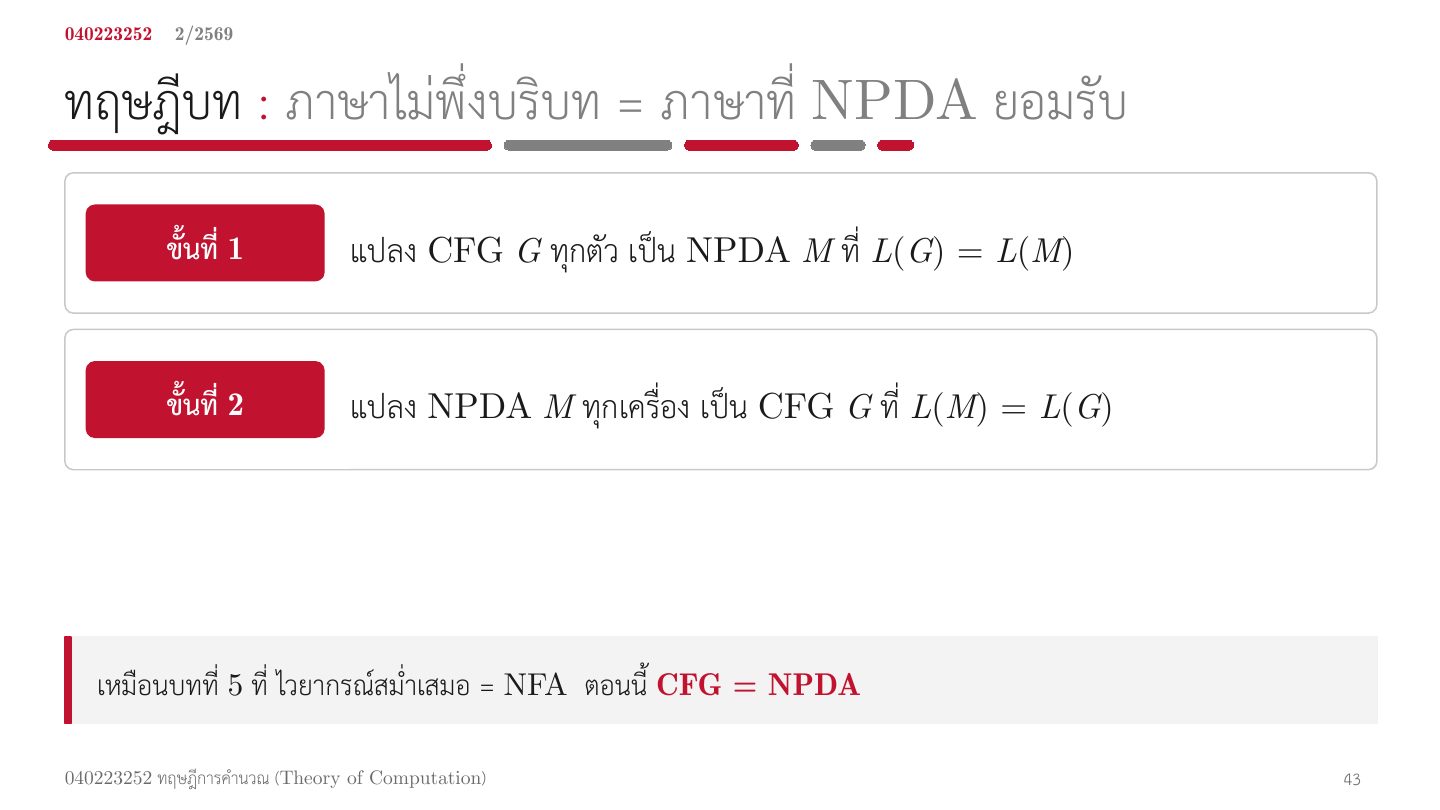 040223252 2/2569
ทฤษฎีบท : ภาษาไม่พึ่งบริบท = ภาษาที่ NPDA ยอมรับ
ขั้นที่ 1 แปลง CFG G ทุกตัว เป็น NPDA M ที่ L(G) = L(M)
ขั้นที่ 2 แปลง NPDA M ทุกเครื่อง เป็น CFG G ที่ L(M) = L(G)
เหมือนบทที่ 5 ที่ ไวยากรณ์สม่ำเสมอ = NFA ตอนนี้ CFG = NPDA
040223252 ทฤษฎีการคำนวณ (Theory of Computation) 43